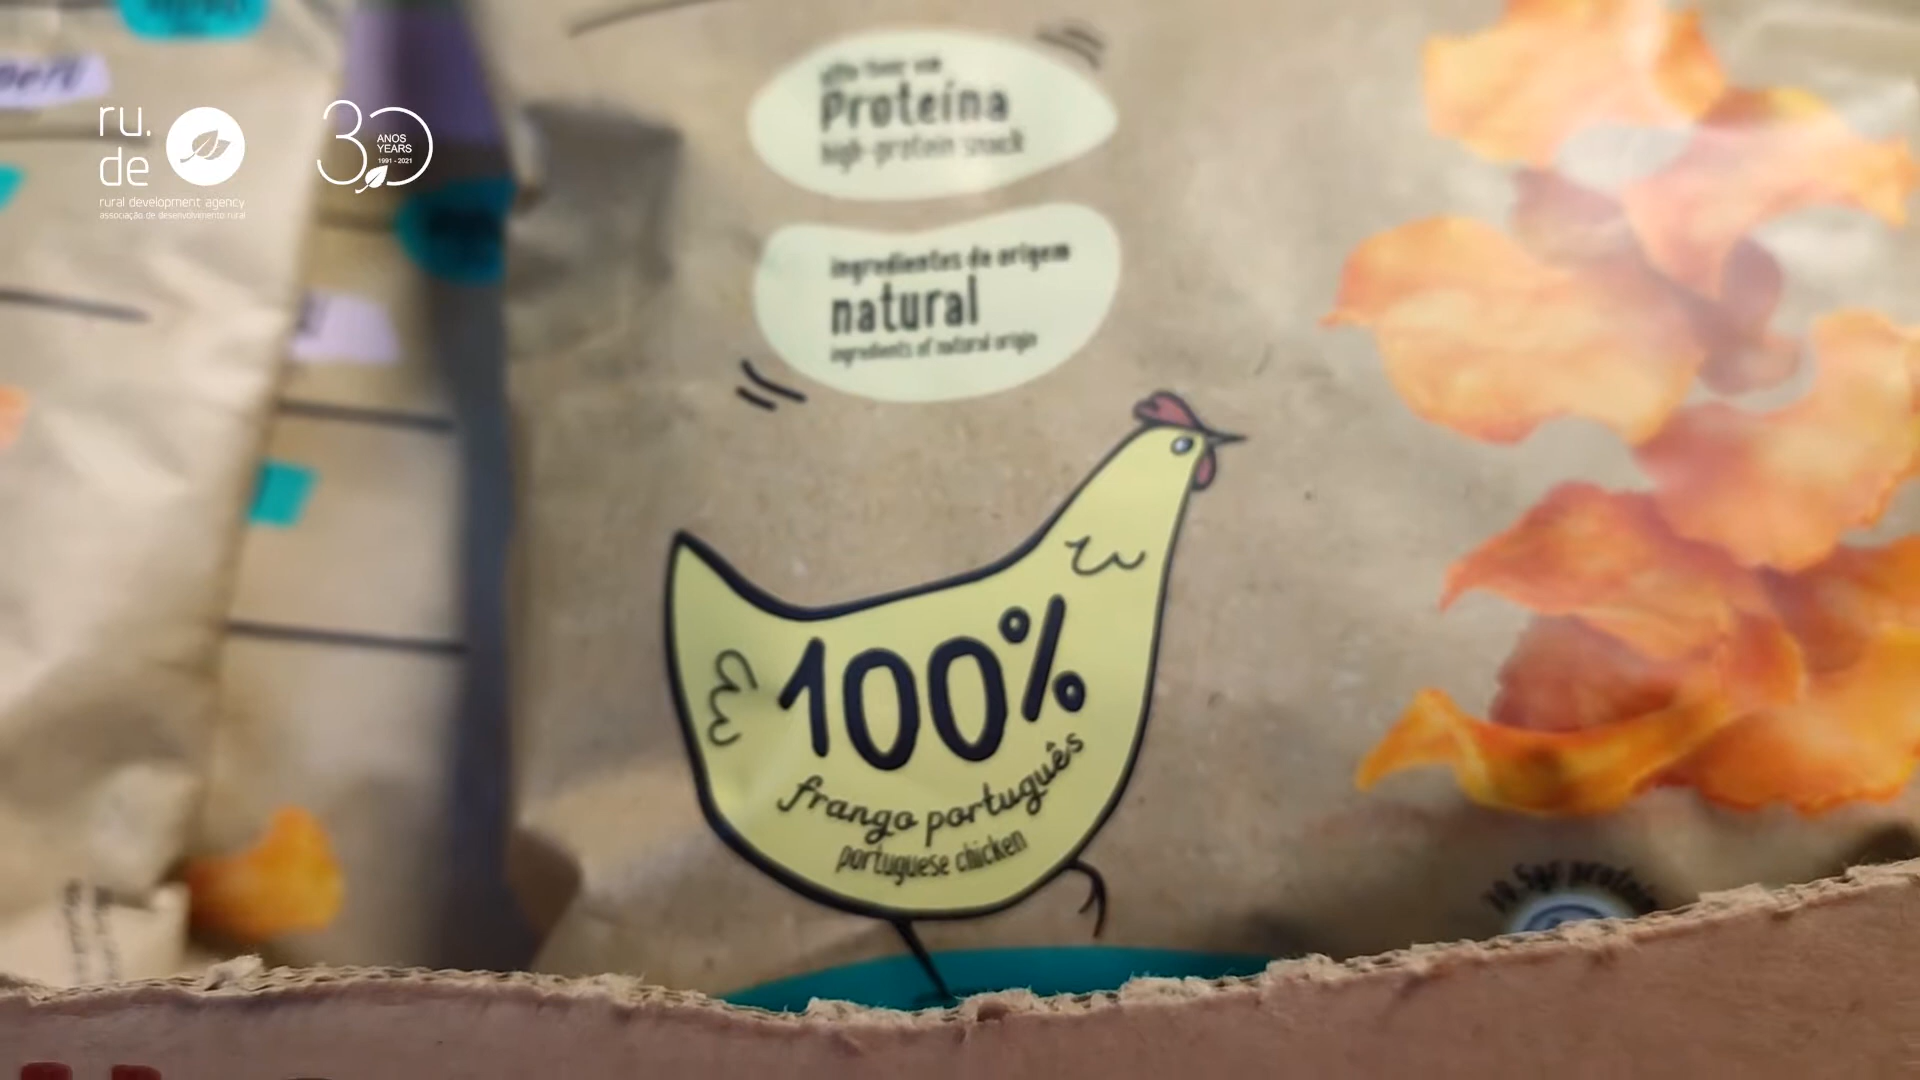 ru.
de
rural development agency
associação de desenvolvimento rural
30
ANOS
YEARS
1991 - 2021
alto teor em
Proteína
high-protein snack
ingredientes de origem
natural
ingredients of natural origin
100%
frango português
portuguese chicken